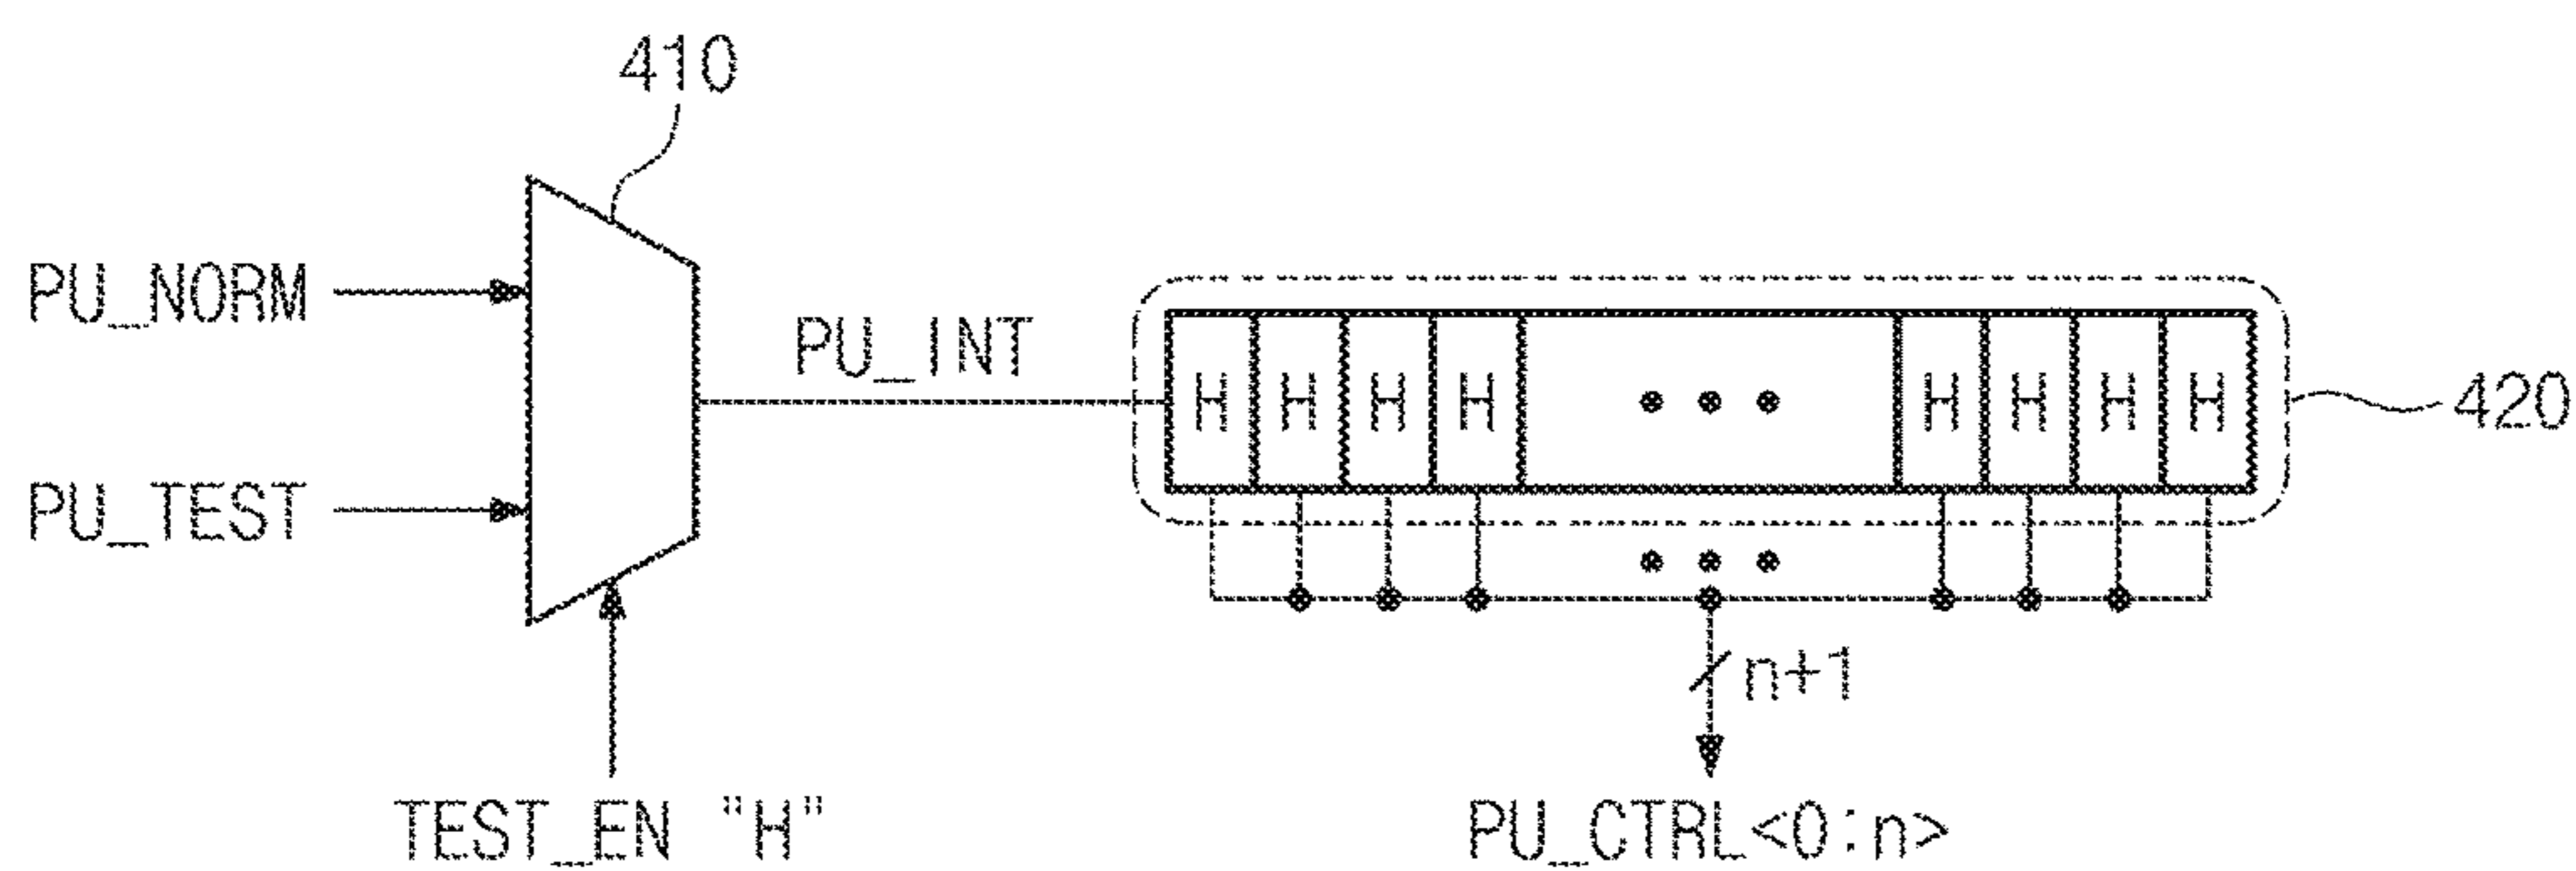 410
PU_NORM
PU_INT
H H H H ••• H H H H
420
PU_TEST
•••
n+1
TEST_EN "H"
PU_CTRL<0:n>